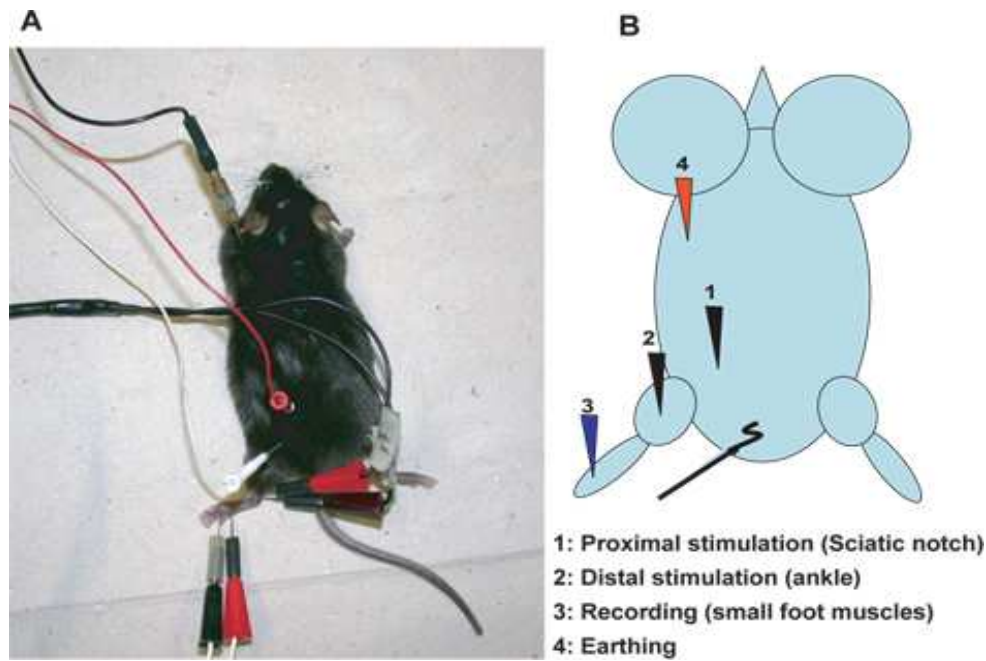 A
B
4
1
2
3
1: Proximal stimulation (Sciatic notch)
2: Distal stimulation (ankle)
3: Recording (small foot muscles)
4: Earthing